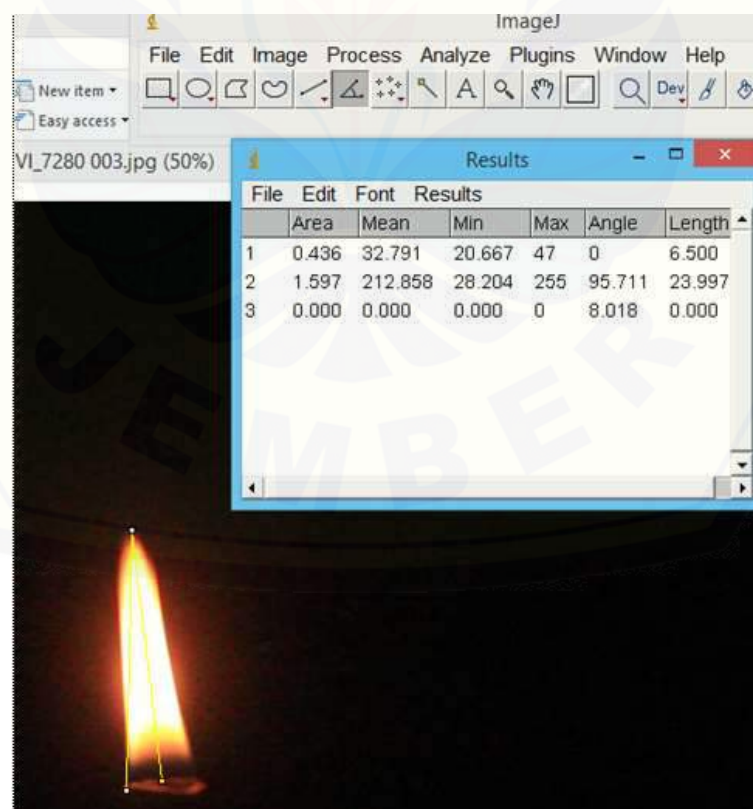 ImageJ
File Edit Image Process Analyze Plugins Window Help
New item
A Dev
Easy access
VI_7280 003.jpg (50%)
Results
File Edit Font Results
Area Mean Min Max Angle Length
1 0.436 32.791 20.667 47 0 6.500
2 1.597 212.858 28.204 255 95.711 23.997
3 0.000 0.000 0.000 0 8.018 0.000
JEMBER